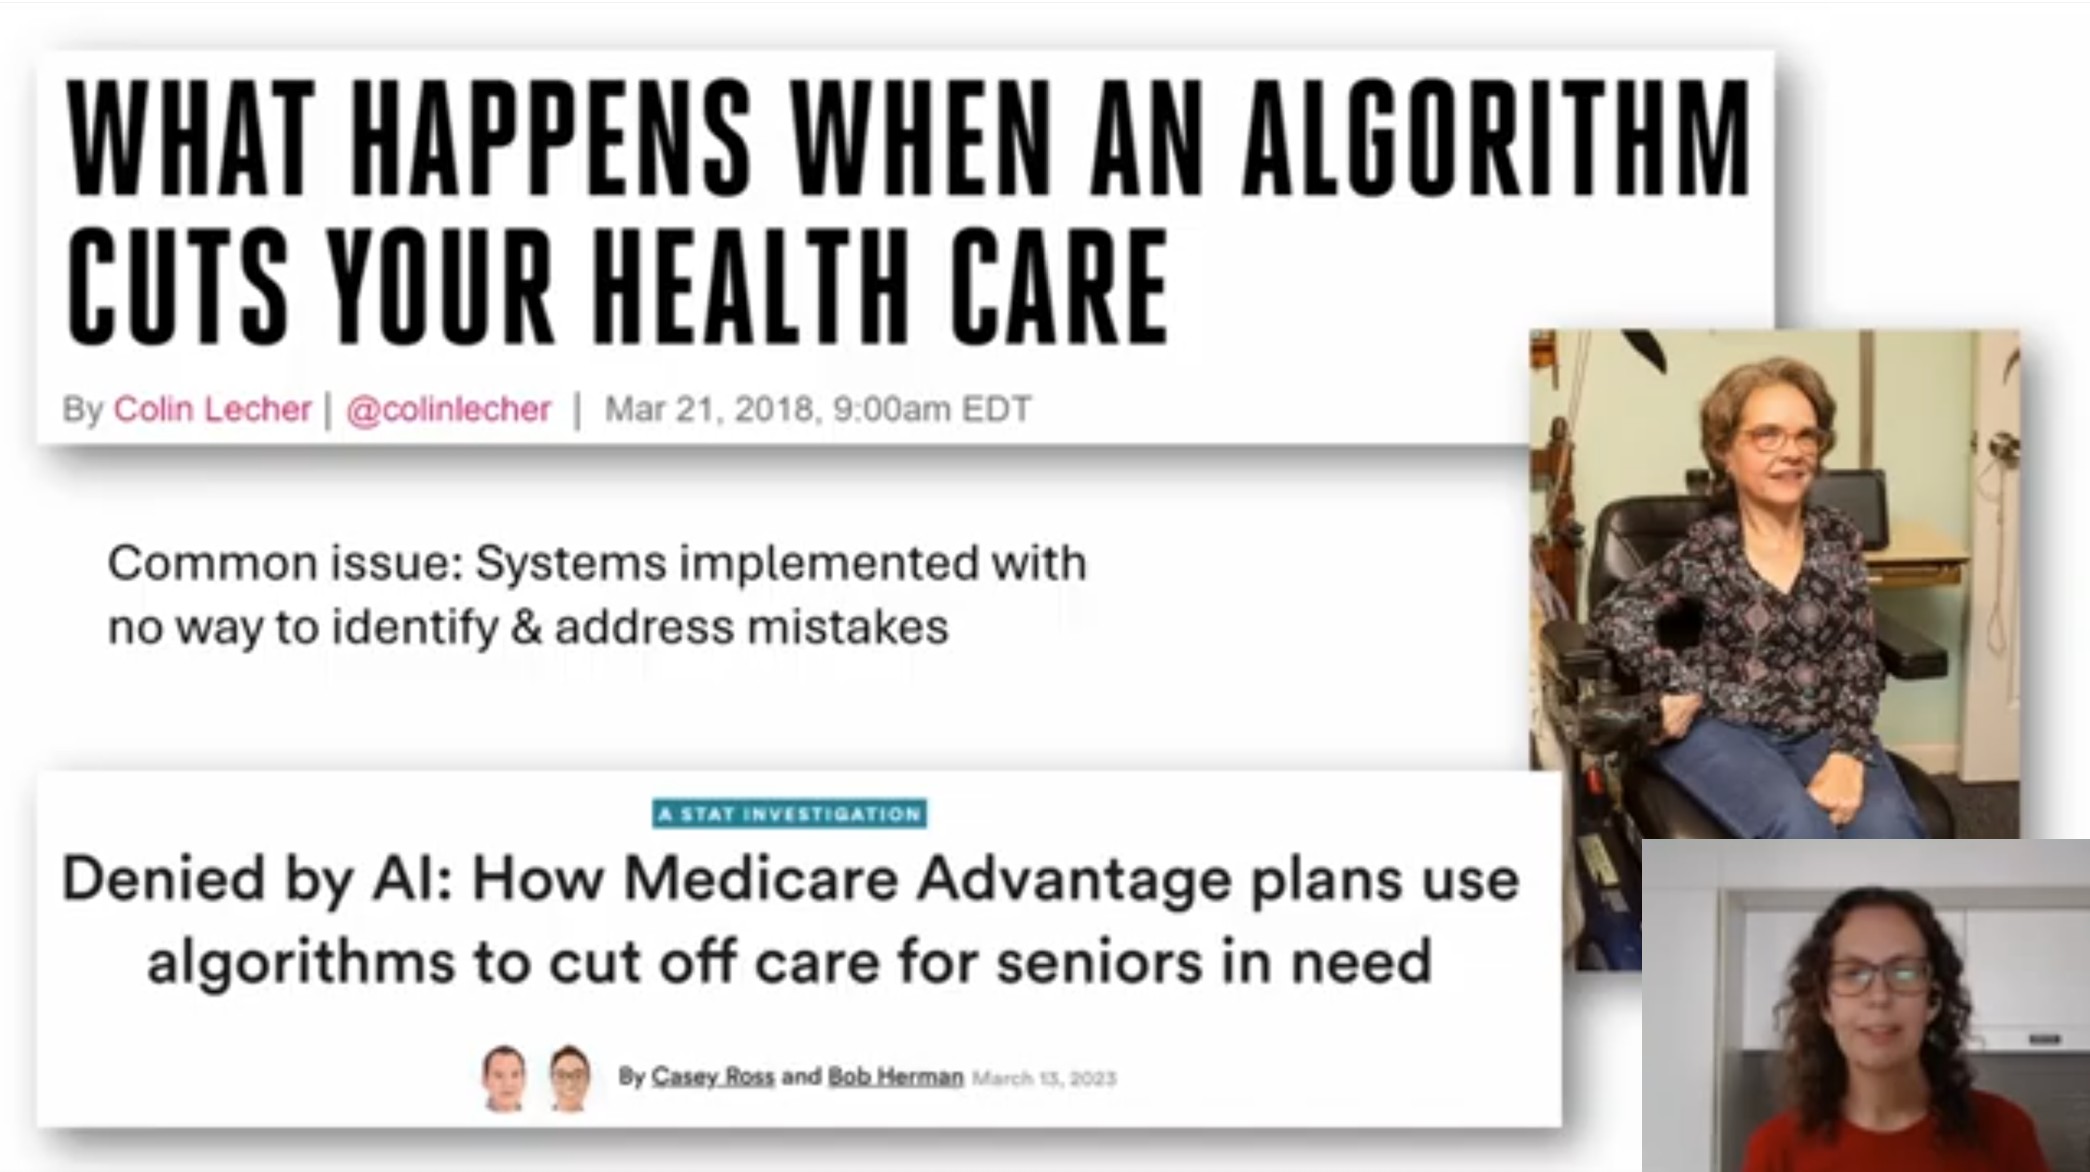 WHAT HAPPENS WHEN AN ALGORITHM
CUTS YOUR HEALTH CARE
By Colin Lecher | @colinlecher | Mar 21, 2018, 9:00am EDT
Common issue: Systems implemented with
no way to identify & address mistakes
A STAT INVESTIGATION
Denied by AI: How Medicare Advantage plans use
algorithms to cut off care for seniors in need
By Casey Ross and Bob Herman March 13, 2023